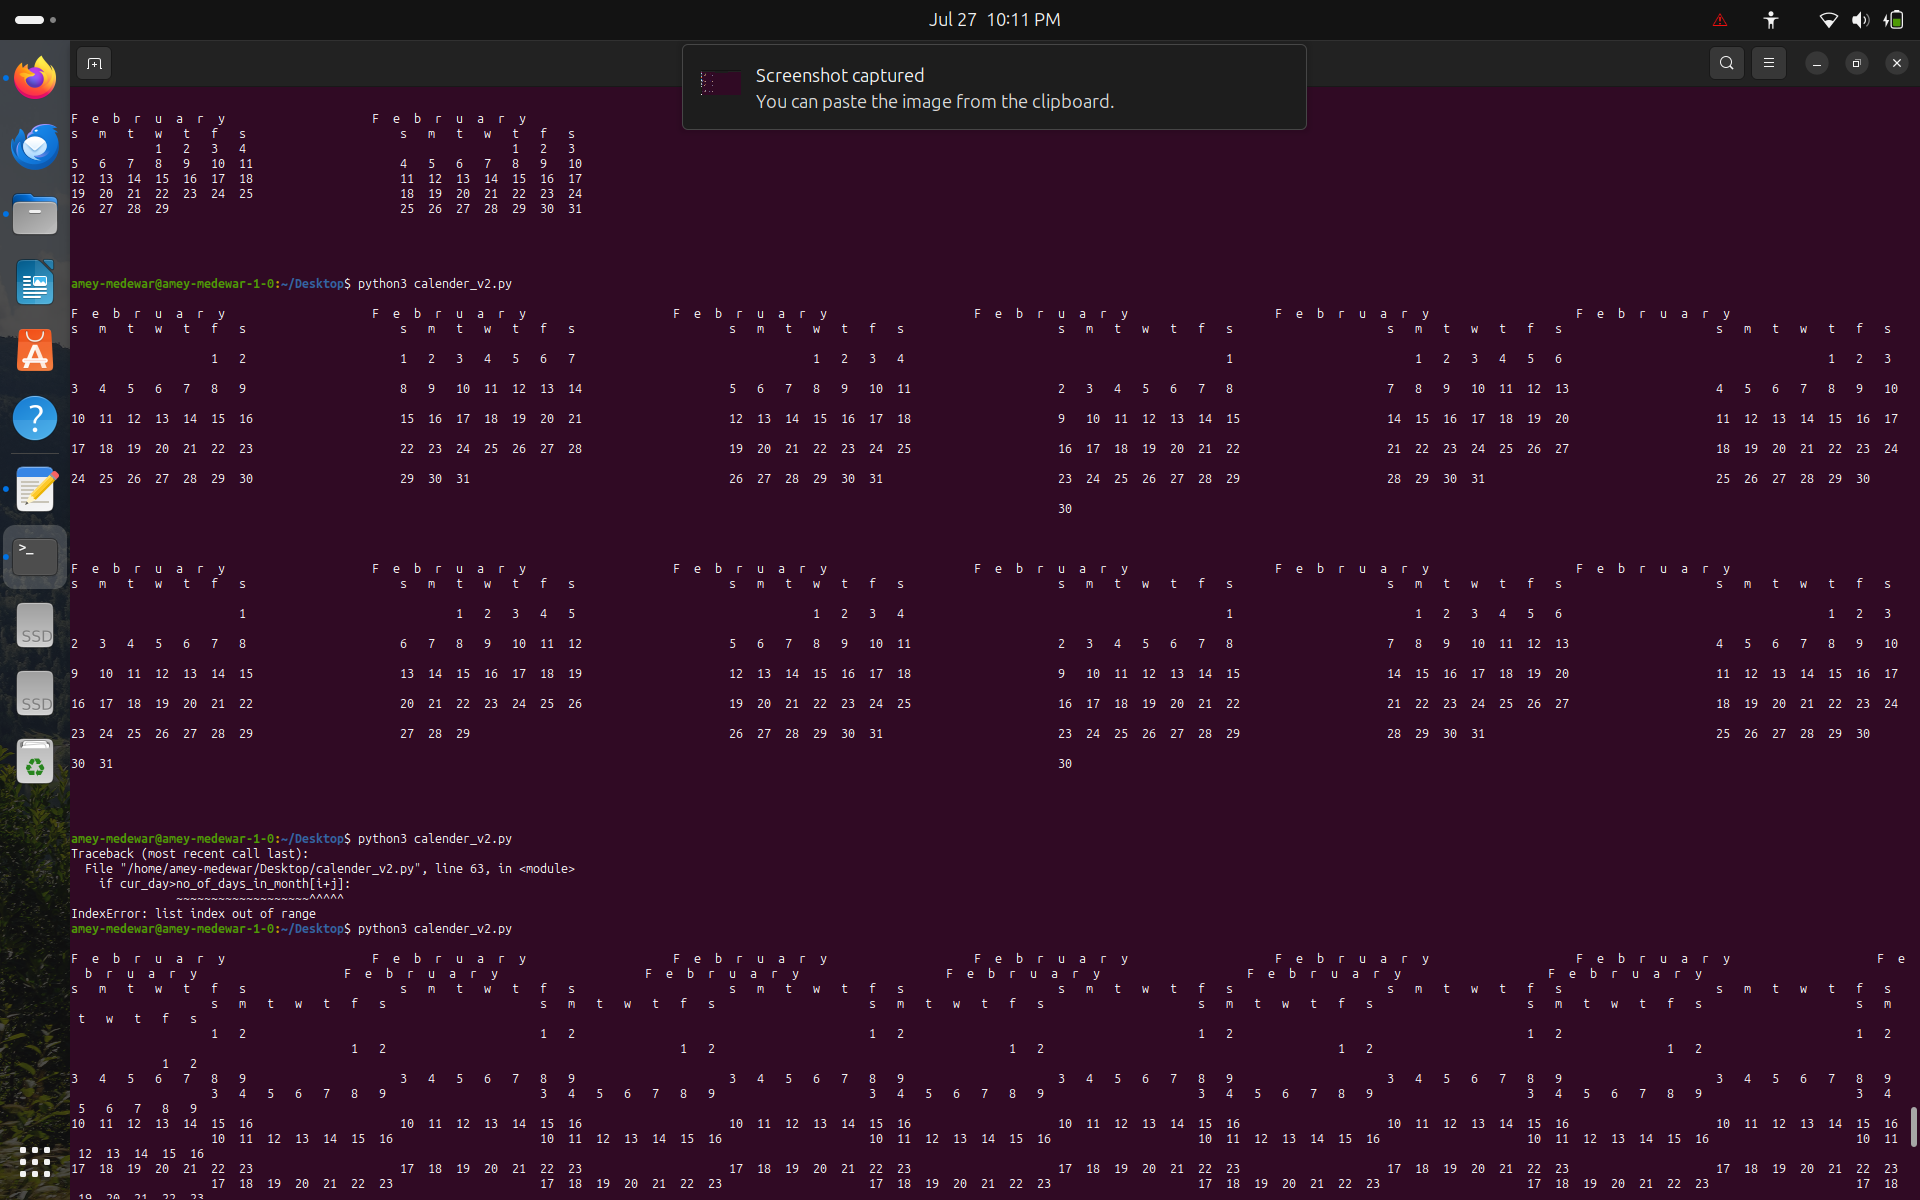 Jul 27 10:11 PM
Screenshot captured
You can paste the image from the clipboard.
F e b r u a r y F e b r u a r y
s m t w t f s s m t w t f s
1 2 3 4 1 2 3
5 6 7 8 9 10 11 4 5 6 7 8 9 10
12 13 14 15 16 17 18 11 12 13 14 15 16 17
19 20 21 22 23 24 25 18 19 20 21 22 23 24
26 27 28 29 25 26 27 28 29 30 31
amey-medewar@amey-medewar-1-0:~/Desktop$ python3 calender_v2.py
F e b r u a r y F e b r u a r y F e b r u a r y F e b r u a r y F e b r u a r y F e b r u a r y
s m t w t f s s m t w t f s s m t w t f s s m t w t f s s m t w t f s s m t w t f s
1 2 1 2 3 4 5 6 7 1 2 3 4 1 1 2 3 4 5 6 1 2 3
3 4 5 6 7 8 9 8 9 10 11 12 13 14 5 6 7 8 9 10 11 2 3 4 5 6 7 8 7 8 9 10 11 12 13 4 5 6 7 8 9 10
10 11 12 13 14 15 16 15 16 17 18 19 20 21 12 13 14 15 16 17 18 9 10 11 12 13 14 15 14 15 16 17 18 19 20 11 12 13 14 15 16 17
17 18 19 20 21 22 23 22 23 24 25 26 27 28 19 20 21 22 23 24 25 16 17 18 19 20 21 22 21 22 23 24 25 26 27 18 19 20 21 22 23 24
24 25 26 27 28 29 30 29 30 31 26 27 28 29 30 31 23 24 25 26 27 28 29 28 29 30 31 25 26 27 28 29 30
30
F e b r u a r y F e b r u a r y F e b r u a r y F e b r u a r y F e b r u a r y F e b r u a r y
s m t w t f s s m t w t f s s m t w t f s s m t w t f s s m t w t f s s m t w t f s
1 1 2 3 4 5 1 2 3 4 1 1 2 3 4 5 6 1 2 3
2 3 4 5 6 7 8 6 7 8 9 10 11 12 5 6 7 8 9 10 11 2 3 4 5 6 7 8 7 8 9 10 11 12 13 4 5 6 7 8 9 10
9 10 11 12 13 14 15 13 14 15 16 17 18 19 12 13 14 15 16 17 18 9 10 11 12 13 14 15 14 15 16 17 18 19 20 11 12 13 14 15 16 17
16 17 18 19 20 21 22 20 21 22 23 24 25 26 19 20 21 22 23 24 25 16 17 18 19 20 21 22 21 22 23 24 25 26 27 18 19 20 21 22 23 24
23 24 25 26 27 28 29 27 28 29 26 27 28 29 30 31 23 24 25 26 27 28 29 28 29 30 31 25 26 27 28 29 30
30 31 30
amey-medewar@amey-medewar-1-0:~/Desktop$ python3 calender_v2.py
Traceback (most recent call last):
File "/home/amey-medewar/Desktop/calender_v2.py", line 63, in <module>
if cur_day>no_of_days_in_month[i+j]:
~~~~~~~~~~~~~~~~~~~^^^^^
IndexError: list index out of range
amey-medewar@amey-medewar-1-0:~/Desktop$ python3 calender_v2.py
F e b r u a r y F e b r u a r y F e b r u a r y F e b r u a r y F e b r u a r y F e b r u a r y F e
b r u a r y F e b r u a r y F e b r u a r y F e b r u a r y F e b r u a r y F e b r u a r y
s m t w t f s s m t w t f s s m t w t f s s m t w t f s s m t w t f s s m t w t f s
s m t w t f s s m t w t f s s m t w t f s s m t w t f s s m t w t f s s m
t w t f s
1 2 1 2 1 2 1 2 1 2 1 2
1 2 1 2 1 2 1 2 1 2
1 2
3 4 5 6 7 8 9 3 4 5 6 7 8 9 3 4 5 6 7 8 9 3 4 5 6 7 8 9 3 4 5 6 7 8 9 3 4 5 6 7 8 9
3 4 5 6 7 8 9 3 4 5 6 7 8 9 3 4 5 6 7 8 9 3 4 5 6 7 8 9 3 4 5 6 7 8 9 3 4
5 6 7 8 9
10 11 12 13 14 15 16 10 11 12 13 14 15 16 10 11 12 13 14 15 16 10 11 12 13 14 15 16 10 11 12 13 14 15 16 10 11 12 13 14 15 16
10 11 12 13 14 15 16 10 11 12 13 14 15 16 10 11 12 13 14 15 16 10 11 12 13 14 15 16 10 11 12 13 14 15 16 10 11
12 13 14 15 16
17 18 19 20 21 22 23 17 18 19 20 21 22 23 17 18 19 20 21 22 23 17 18 19 20 21 22 23 17 18 19 20 21 22 23 17 18 19 20 21 22 23
17 18 19 20 21 22 23 17 18 19 20 21 22 23 17 18 19 20 21 22 23 17 18 19 20 21 22 23 17 18 19 20 21 22 23 17 18
19 20 21 22 23
SSD
SSD